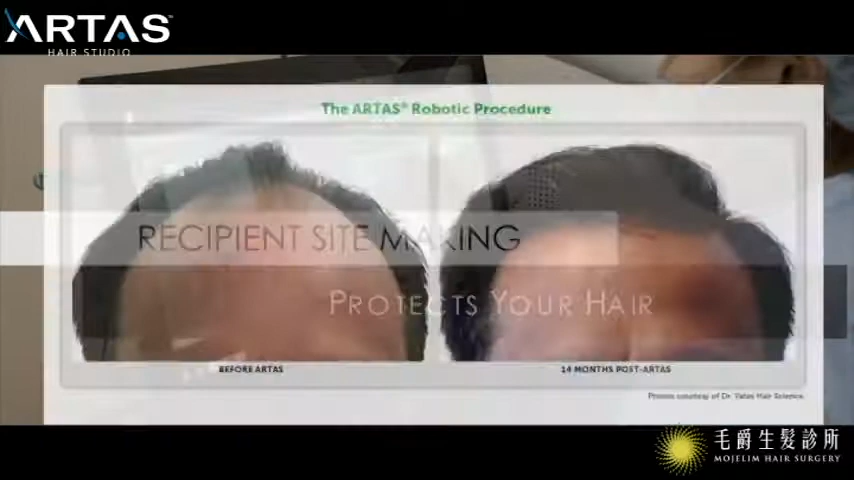 ARTAS™
HAIR STUDIO
The ARTAS® Robotic Procedure
RECIPIENT SITE MAKING
PROTECTS YOUR HAIR
BEFORE ARTAS
14 MONTHS POST-ARTAS
Photos courtesy of Dr. Yates Hair Science
毛爵生髮診所
MOJELIM HAIR SURGERY